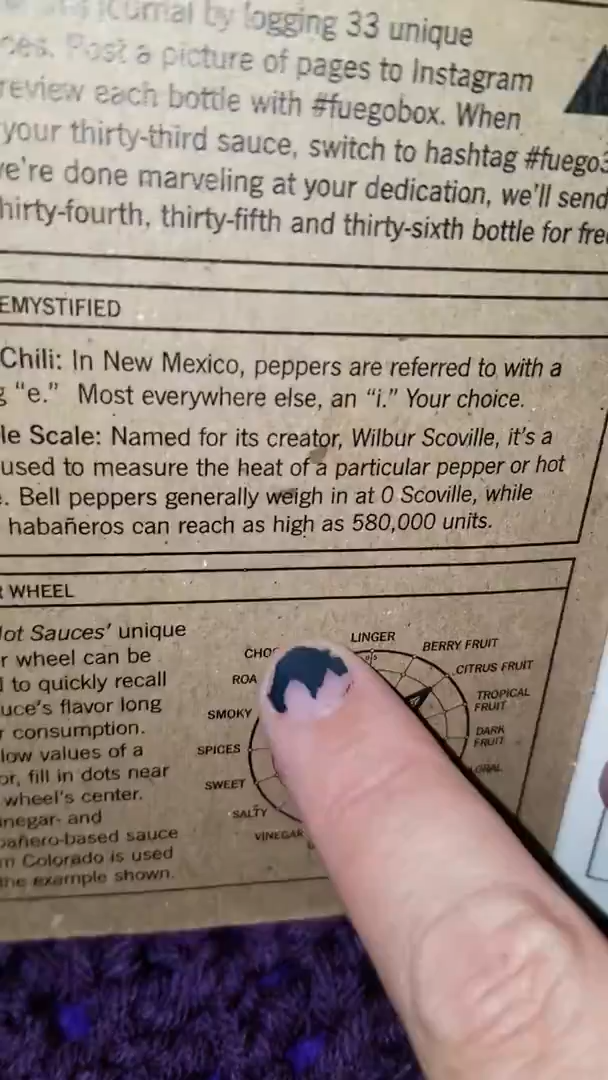 journal by logging 33 unique
ces. Post a picture of pages to Instagram
review each bottle with #fuegobox. When
your thirty-third sauce, switch to hashtag #fuego3
we're done marveling at your dedication, we'll send
hirty-fourth, thirty-fifth and thirty-sixth bottle for free
EMYSTIFIED
Chili: In New Mexico, peppers are referred to with a
g "e." Most everywhere else, an "i." Your choice.
le Scale: Named for its creator, Wilbur Scoville, it's a
used to measure the heat of a particular pepper or hot
e. Bell peppers generally weigh in at 0 Scoville, while
habañeros can reach as high as 580,000 units.
R WHEEL
Hot Sauces' unique
r wheel can be
d to quickly recall
uce's flavor long
r consumption.
low values of a
or, fill in dots near
wheel's center.
inegar- and
bañero-based sauce
m Colorado is used
the example shown.
LINGER
BERRY FRUIT
CITRUS FRUIT
TROPICAL
FRUIT
DARK
FRUIT
ORAL
CHO
ROA
SMOKY
SPICES
SWEET
SALTY
VINEGAR